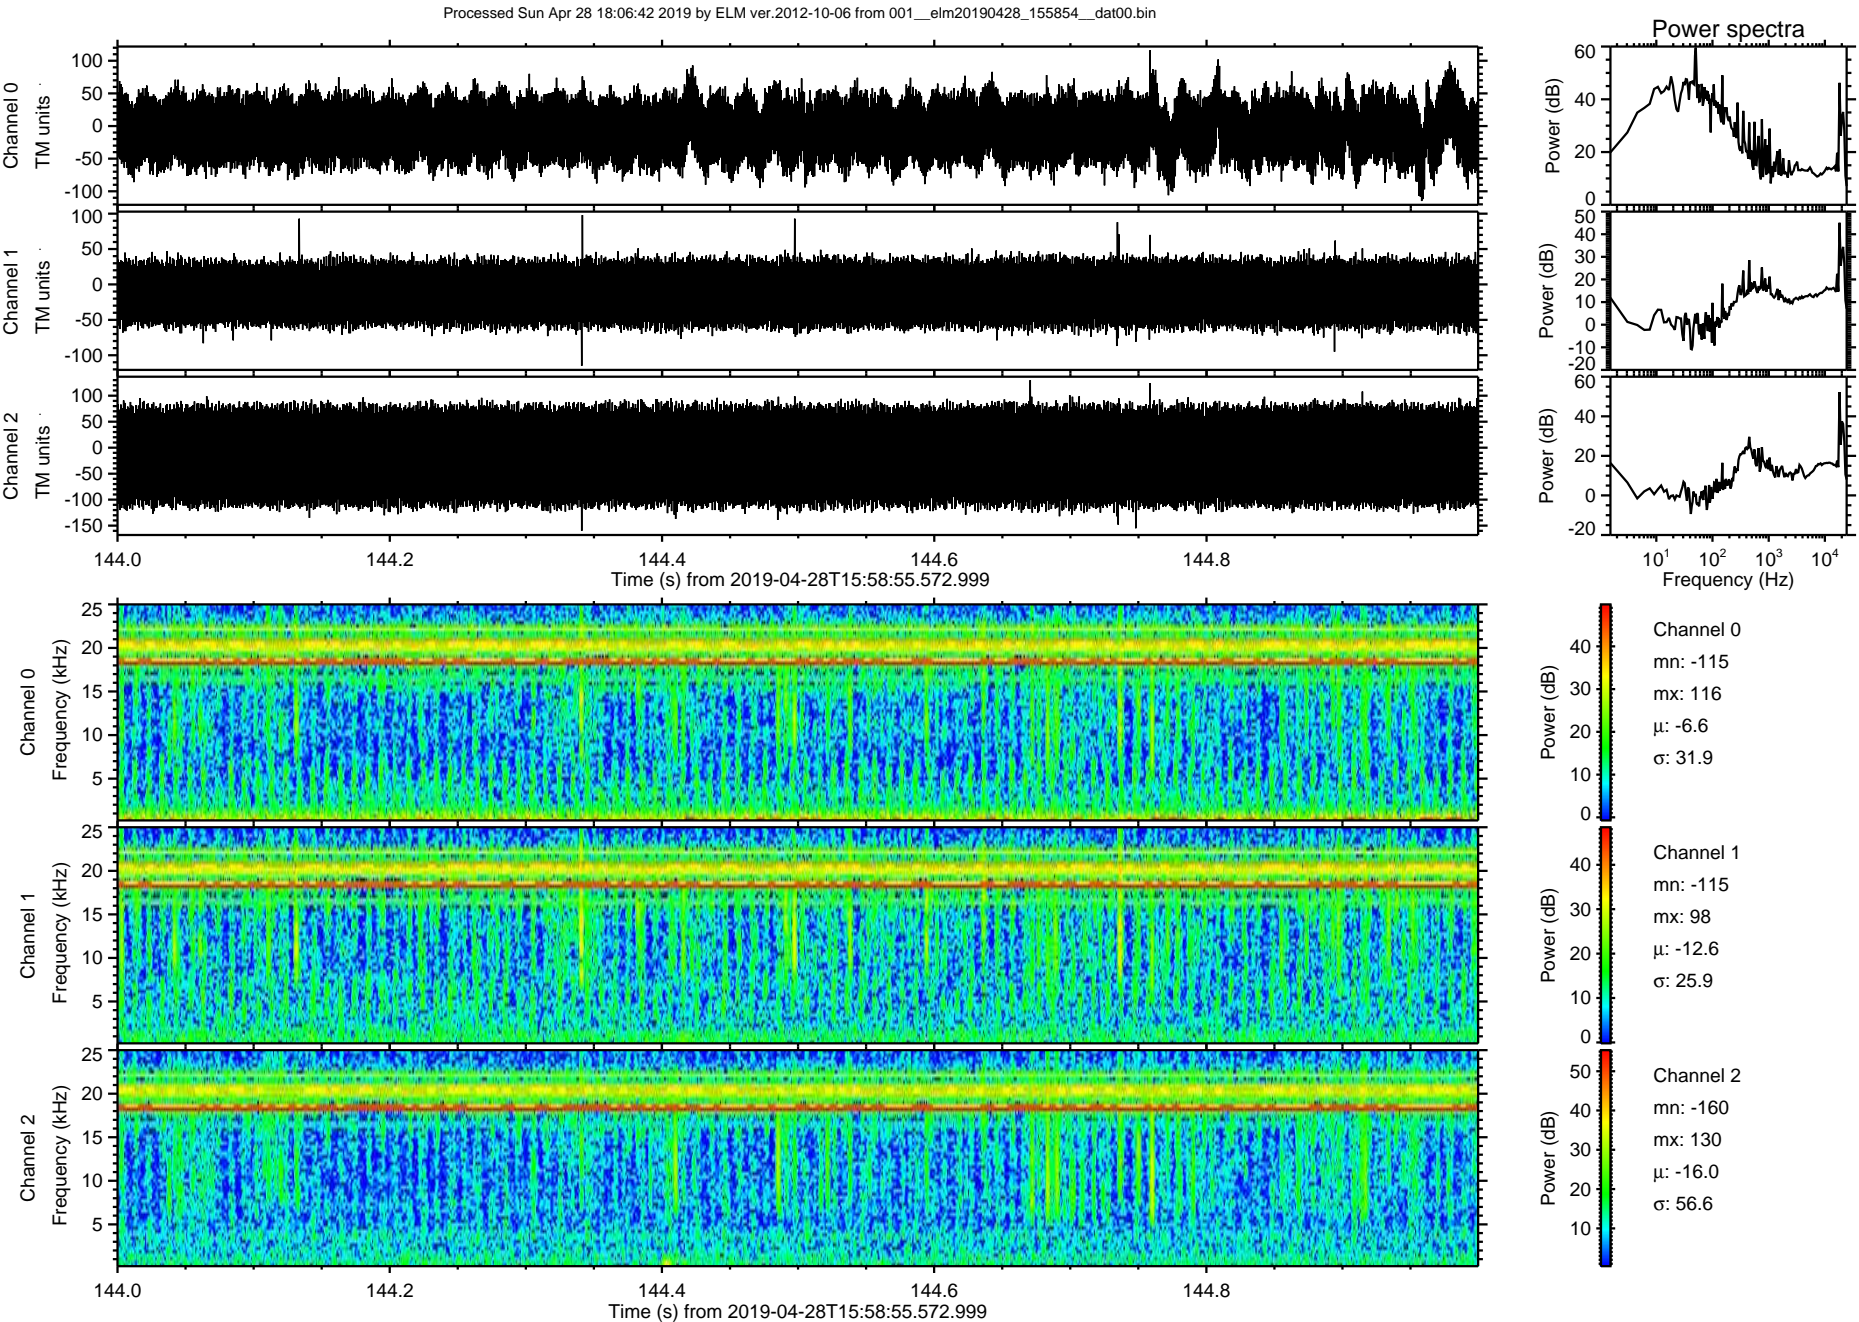 Processed Sun Apr 28 18:06:42 2019 by ELM ver.2012-10-06 from 001__elm20190428_155854__dat00.bin
Power spectra
Channel 0
TM units
100
50
0
-50
-100
Power (dB)
60
40
20
0
Channel 1
TM units
100
50
0
-50
-100
Power (dB)
50
40
30
20
10
0
-10
-20
Channel 2
TM units
100
50
0
-50
-100
-150
Power (dB)
60
40
20
0
-20
144.0 144.2 144.4 144.6 144.8
Time (s) from 2019-04-28T15:58:55.572.999
10^1 10^2 10^3 10^4
Frequency (Hz)
Channel 0
Frequency (kHz)
25
20
15
10
5
Power (dB)
40
30
20
10
0
Channel 0
mn: -115
mx: 116
μ: -6.6
σ: 31.9
Channel 1
Frequency (kHz)
25
20
15
10
5
Power (dB)
40
30
20
10
0
Channel 1
mn: -115
mx: 98
μ: -12.6
σ: 25.9
Channel 2
Frequency (kHz)
25
20
15
10
5
Power (dB)
50
40
30
20
10
Channel 2
mn: -160
mx: 130
μ: -16.0
σ: 56.6
144.0 144.2 144.4 144.6 144.8
Time (s) from 2019-04-28T15:58:55.572.999